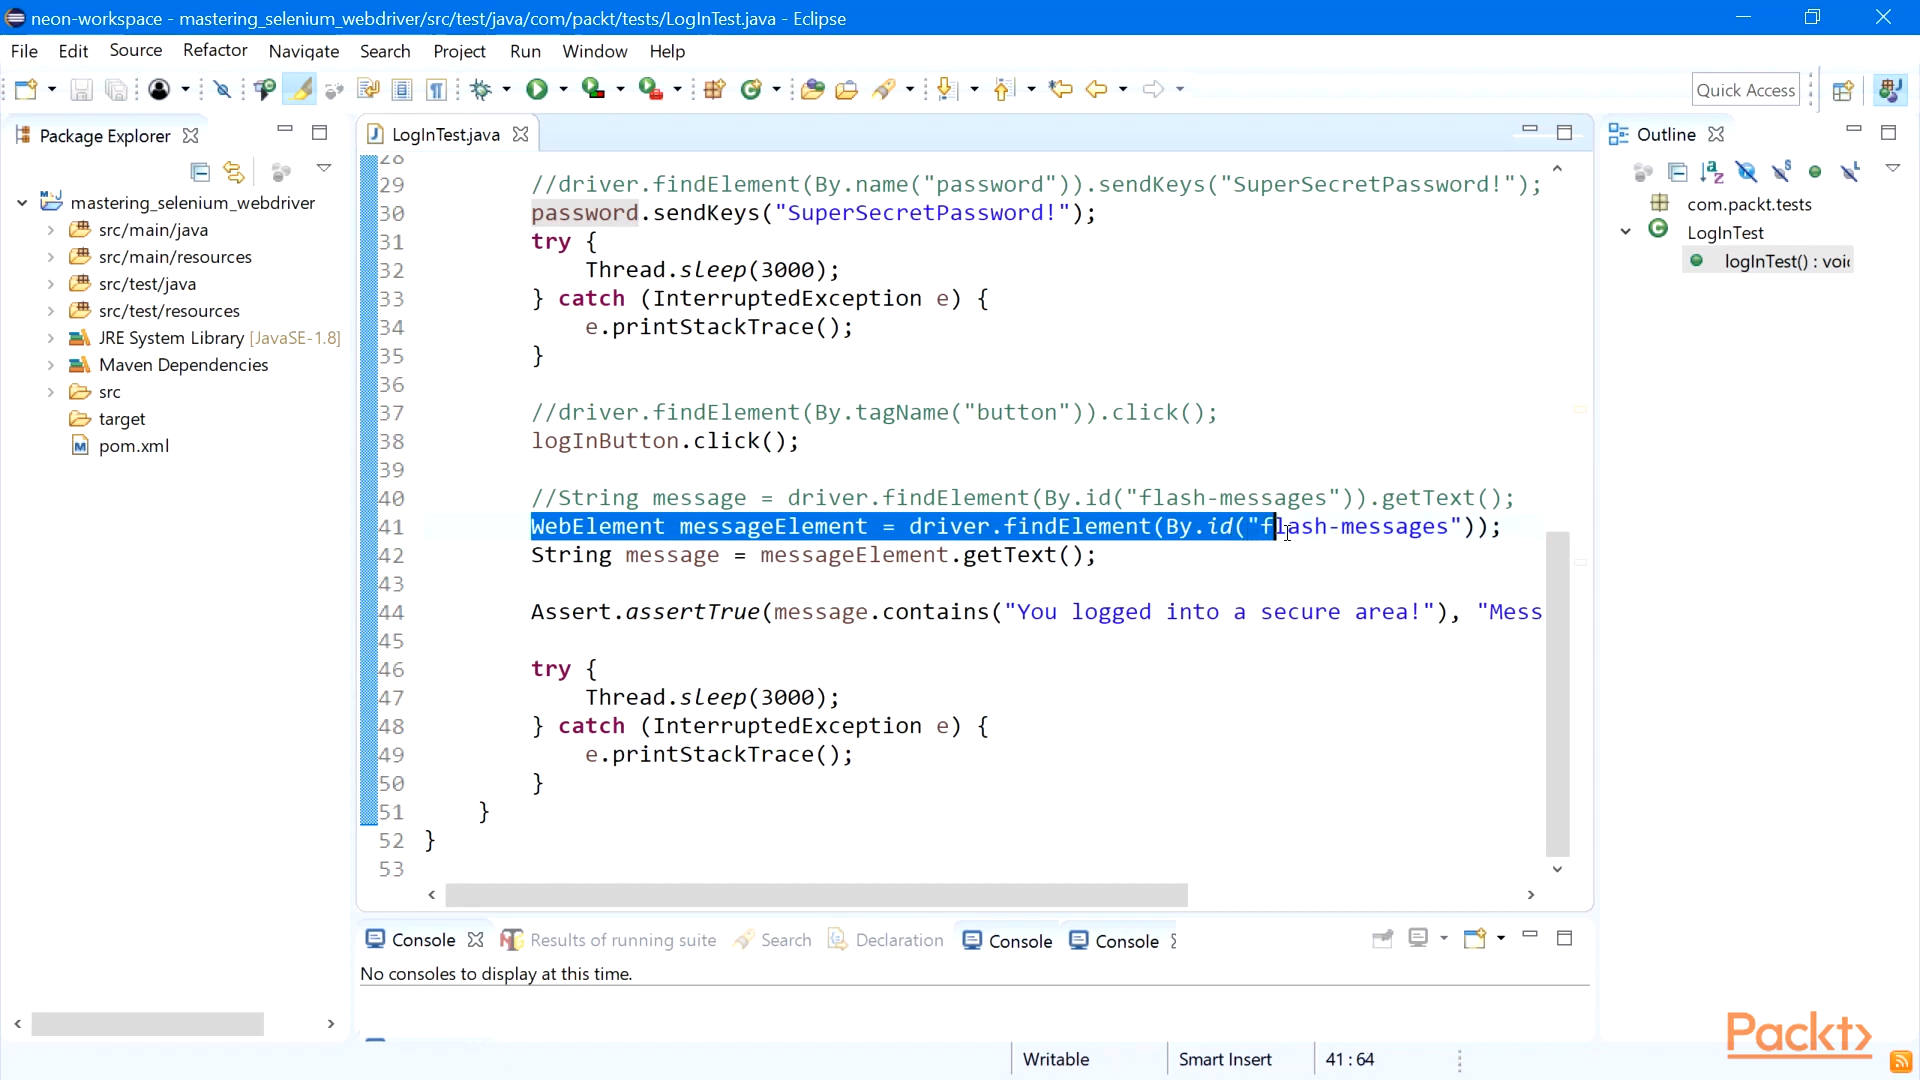 neon-workspace - mastering_selenium_webdriver/src/test/java/com/packt/tests/LogInTest.java - Eclipse
File Edit Source Refactor Navigate Search Project Run Window Help
Quick Access
Package Explorer
mastering_selenium_webdriver
src/main/java
src/main/resources
src/test/java
src/test/resources
JRE System Library [JavaSE-1.8]
Maven Dependencies
src
target
pom.xml
LogInTest.java
28
29 //driver.findElement(By.name("password")).sendKeys("SuperSecretPassword!");
30 password.sendKeys("SuperSecretPassword!");
31 try {
32 Thread.sleep(3000);
33 } catch (InterruptedException e) {
34 e.printStackTrace();
35 }
36
37 //driver.findElement(By.tagName("button")).click();
38 logInButton.click();
39
40 //String message = driver.findElement(By.id("flash-messages")).getText();
41 WebElement messageElement = driver.findElement(By.id("flash-messages"));
42 String message = messageElement.getText();
43
44 Assert.assertTrue(message.contains("You logged into a secure area!"), "Mess
45
46 try {
47 Thread.sleep(3000);
48 } catch (InterruptedException e) {
49 e.printStackTrace();
50 }
51 }
52 }
53
Outline
com.packt.tests
LogInTest
logInTest() : voi
Console Results of running suite Search Declaration Console Console
No consoles to display at this time.
Writable Smart Insert 41 : 64
Packt>